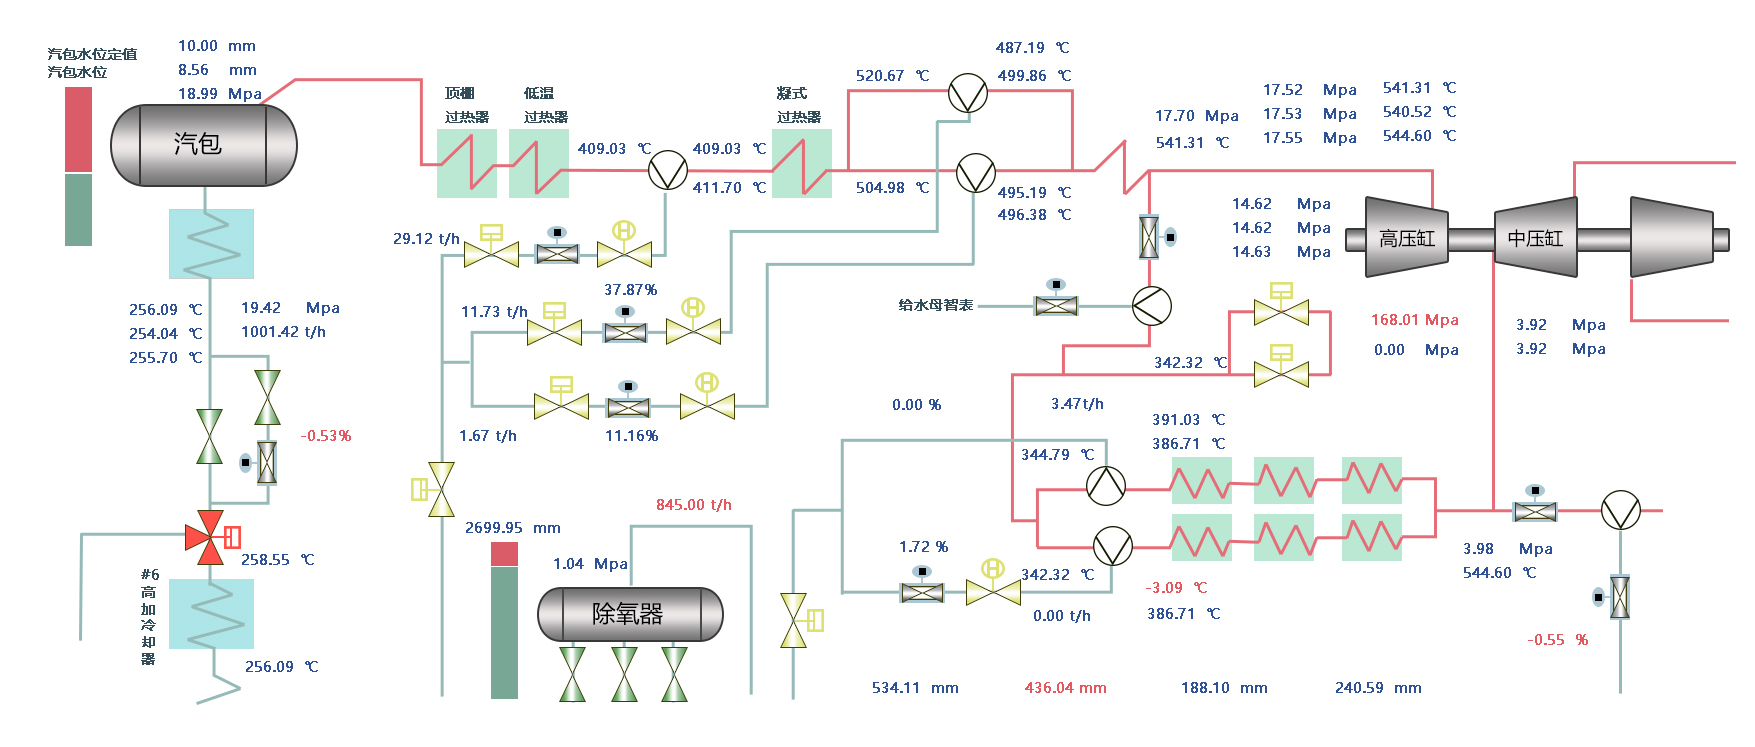 汽包水位定值
汽包水位
10.00 mm
8.56 mm
18.99 Mpa
汽包
顶棚
过热器
低温
过热器
409.03 ℃
409.03 ℃
411.70 ℃
凝式
过热器
520.67 ℃
504.98 ℃
487.19 ℃
499.86 ℃
495.19 ℃
496.38 ℃
17.70 Mpa
541.31 ℃
17.52 Mpa
17.53 Mpa
17.55 Mpa
541.31 ℃
540.52 ℃
544.60 ℃
14.62 Mpa
14.62 Mpa
14.63 Mpa
高压缸
中压缸
29.12 t/h
37.87%
11.73 t/h
1.67 t/h
11.16%
256.09 ℃
254.04 ℃
255.70 ℃
19.42 Mpa
1001.42 t/h
-0.53%
给水母智表
168.01 Mpa
0.00 Mpa
3.92 Mpa
3.92 Mpa
342.32 ℃
3.47t/h
0.00 %
391.03 ℃
386.71 ℃
344.79 ℃
2699.95 mm
845.00 t/h
1.04 Mpa
除氧器
1.72 %
342.32 ℃
0.00 t/h
-3.09 ℃
386.71 ℃
3.98 Mpa
544.60 ℃
-0.55 %
258.55 ℃
#6
高
加
冷
却
器
256.09 ℃
534.11 mm
436.04 mm
188.10 mm
240.59 mm